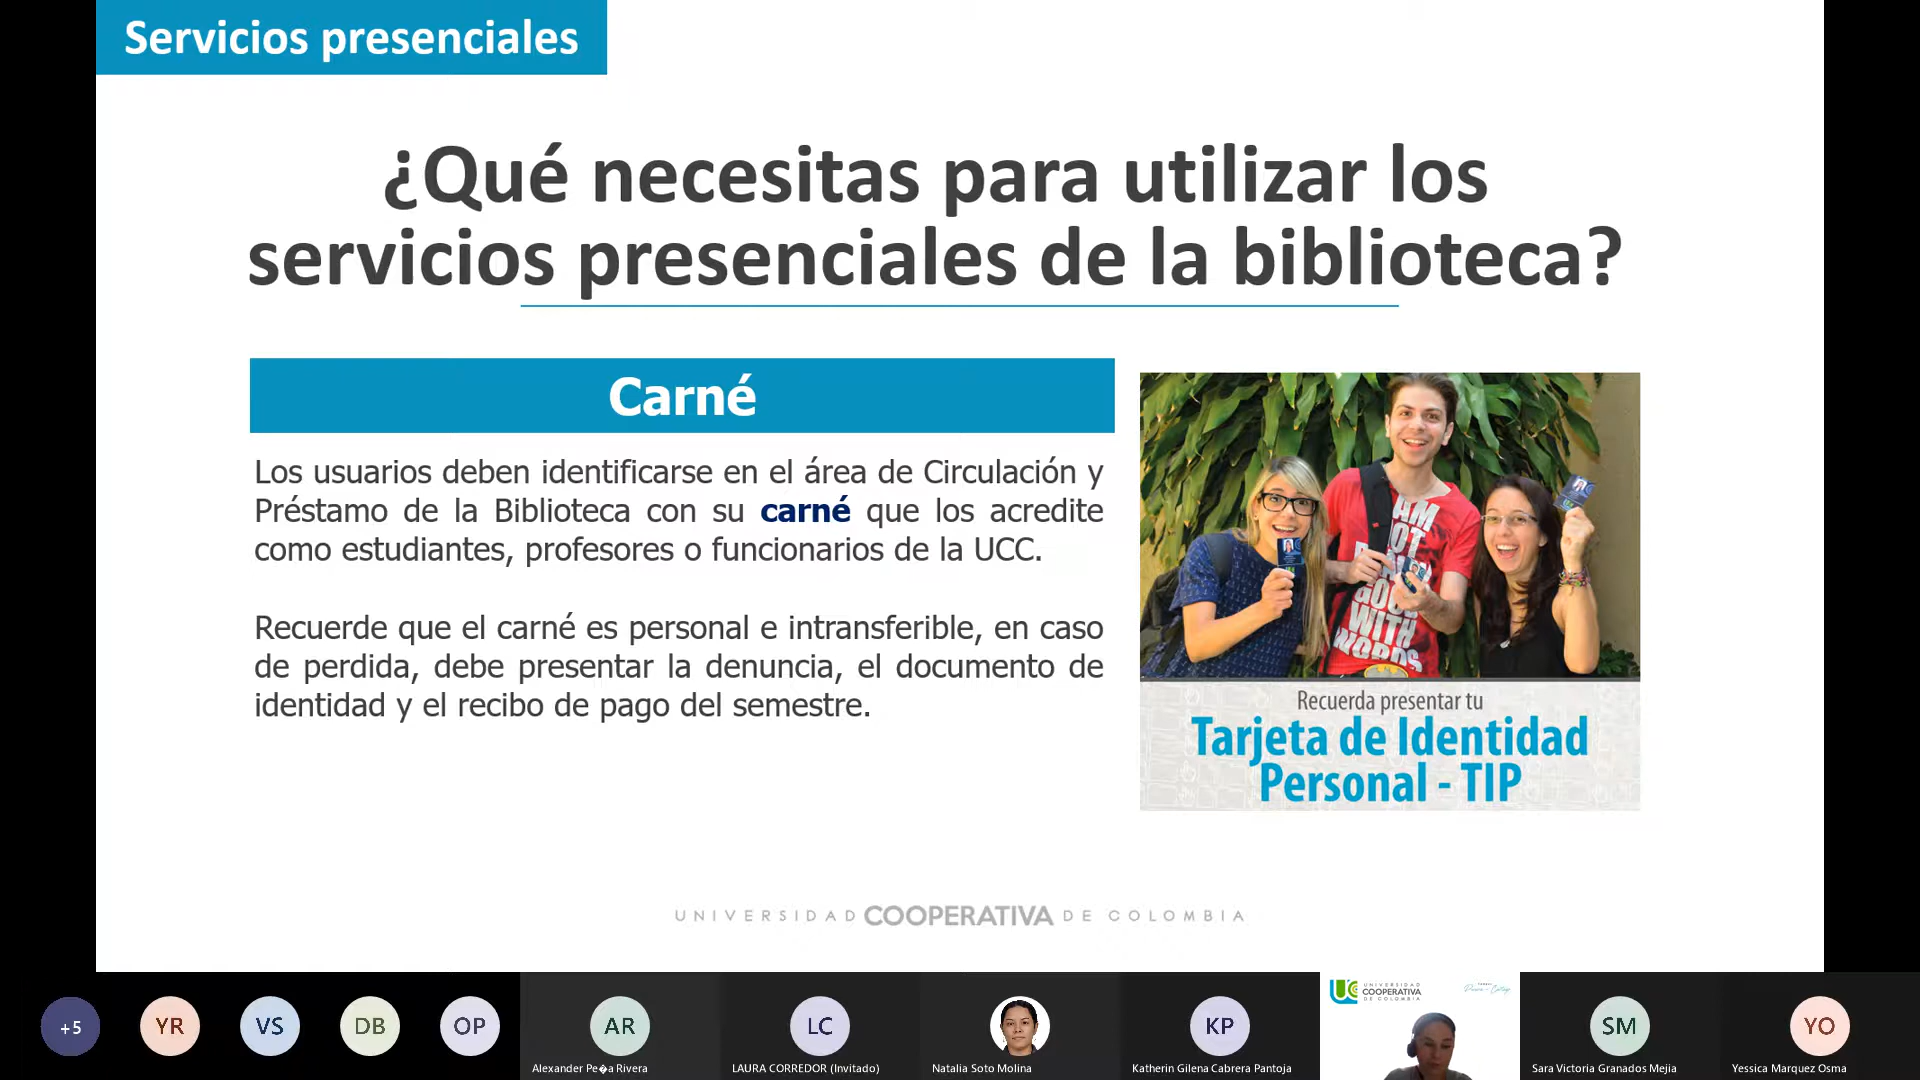 Servicios presenciales
¿Qué necesitas para utilizar los
servicios presenciales de la biblioteca?
Carné
Los usuarios deben identificarse en el área de Circulación y
Préstamo de la Biblioteca con su carné que los acredite
como estudiantes, profesores o funcionarios de la UCC.
Recuerde que el carné es personal e intransferible, en caso
de perdida, debe presentar la denuncia, el documento de
identidad y el recibo de pago del semestre.
I AM
NOT
GOOD
WITH
WORDS
Recuerda presentar tu
Tarjeta de Identidad
Personal - TIP
UNIVERSIDAD COOPERATIVA DE COLOMBIA
+5
YR
VS
DB
OP
AR
Alexander Pe�a Rivera
LC
LAURA CORREDOR (Invitado)
Natalia Soto Molina
KP
Katherin Gilena Cabrera Pantoja
UNIVERSIDAD
COOPERATIVA
DE COLOMBIA
SM
Sara Victoria Granados Mejia
YO
Yessica Marquez Osma